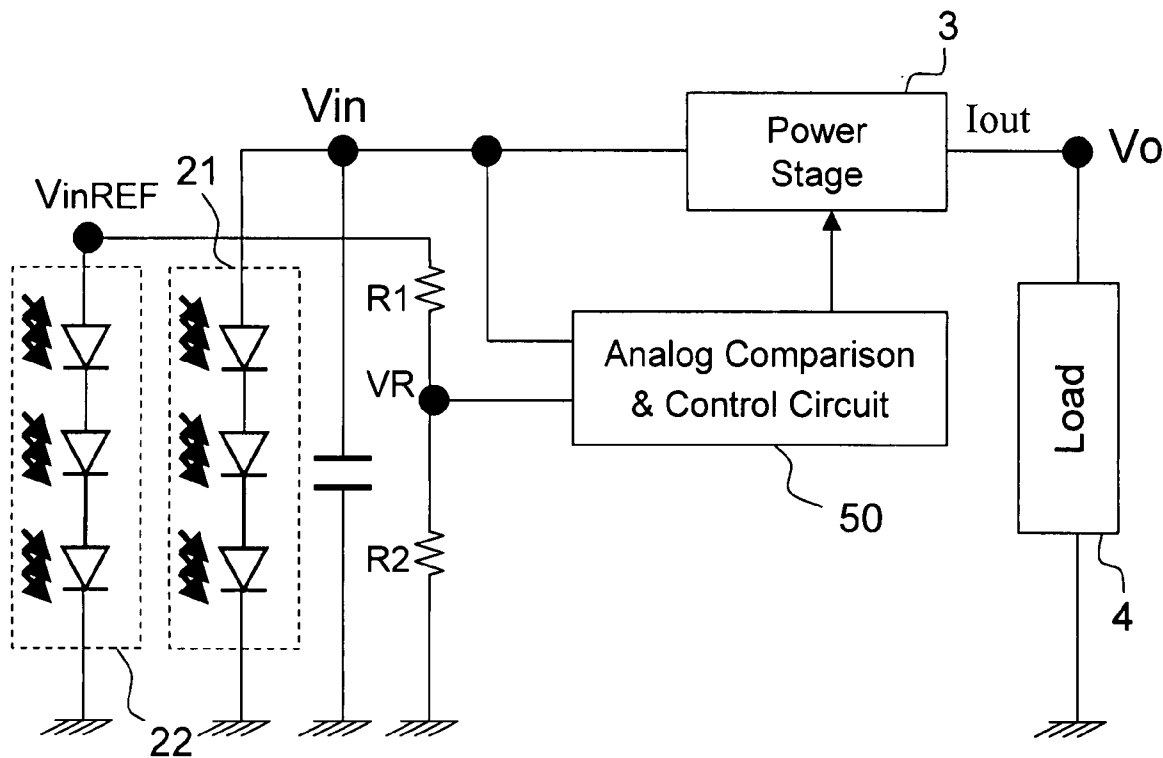 3
Vin
Power
Stage
Iout
Vo
21
VinREF
R1
Analog Comparison
& Control Circuit
VR
Load
50
R2
4
22